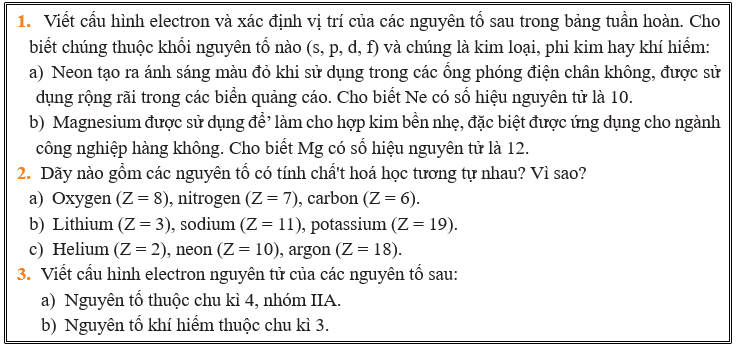 1. Viết cấu hình electron và xác định vị trí của các nguyên tố sau trong bảng tuần hoàn. Cho
biết chúng thuộc khối nguyên tố nào (s, p, d, f) và chúng là kim loại, phi kim hay khí hiếm:
a) Neon tạo ra ánh sáng màu đỏ khi sử dụng trong các ống phóng điện chân không, được sử
dụng rộng rãi trong các biển quảng cáo. Cho biết Ne có số hiệu nguyên tử là 10.
b) Magnesium được sử dụng để làm cho hợp kim bền nhẹ, đặc biệt được ứng dụng cho ngành
công nghiệp hàng không. Cho biết Mg có số hiệu nguyên tử là 12.
2. Dãy nào gồm các nguyên tố có tính chất hoá học tương tự nhau? Vì sao?
a) Oxygen (Z = 8), nitrogen (Z = 7), carbon (Z = 6).
b) Lithium (Z = 3), sodium (Z = 11), potassium (Z = 19).
c) Helium (Z = 2), neon (Z = 10), argon (Z = 18).
3. Viết cấu hình electron nguyên tử của các nguyên tố sau:
a) Nguyên tố thuộc chu kì 4, nhóm IIA.
b) Nguyên tố khí hiếm thuộc chu kì 3.